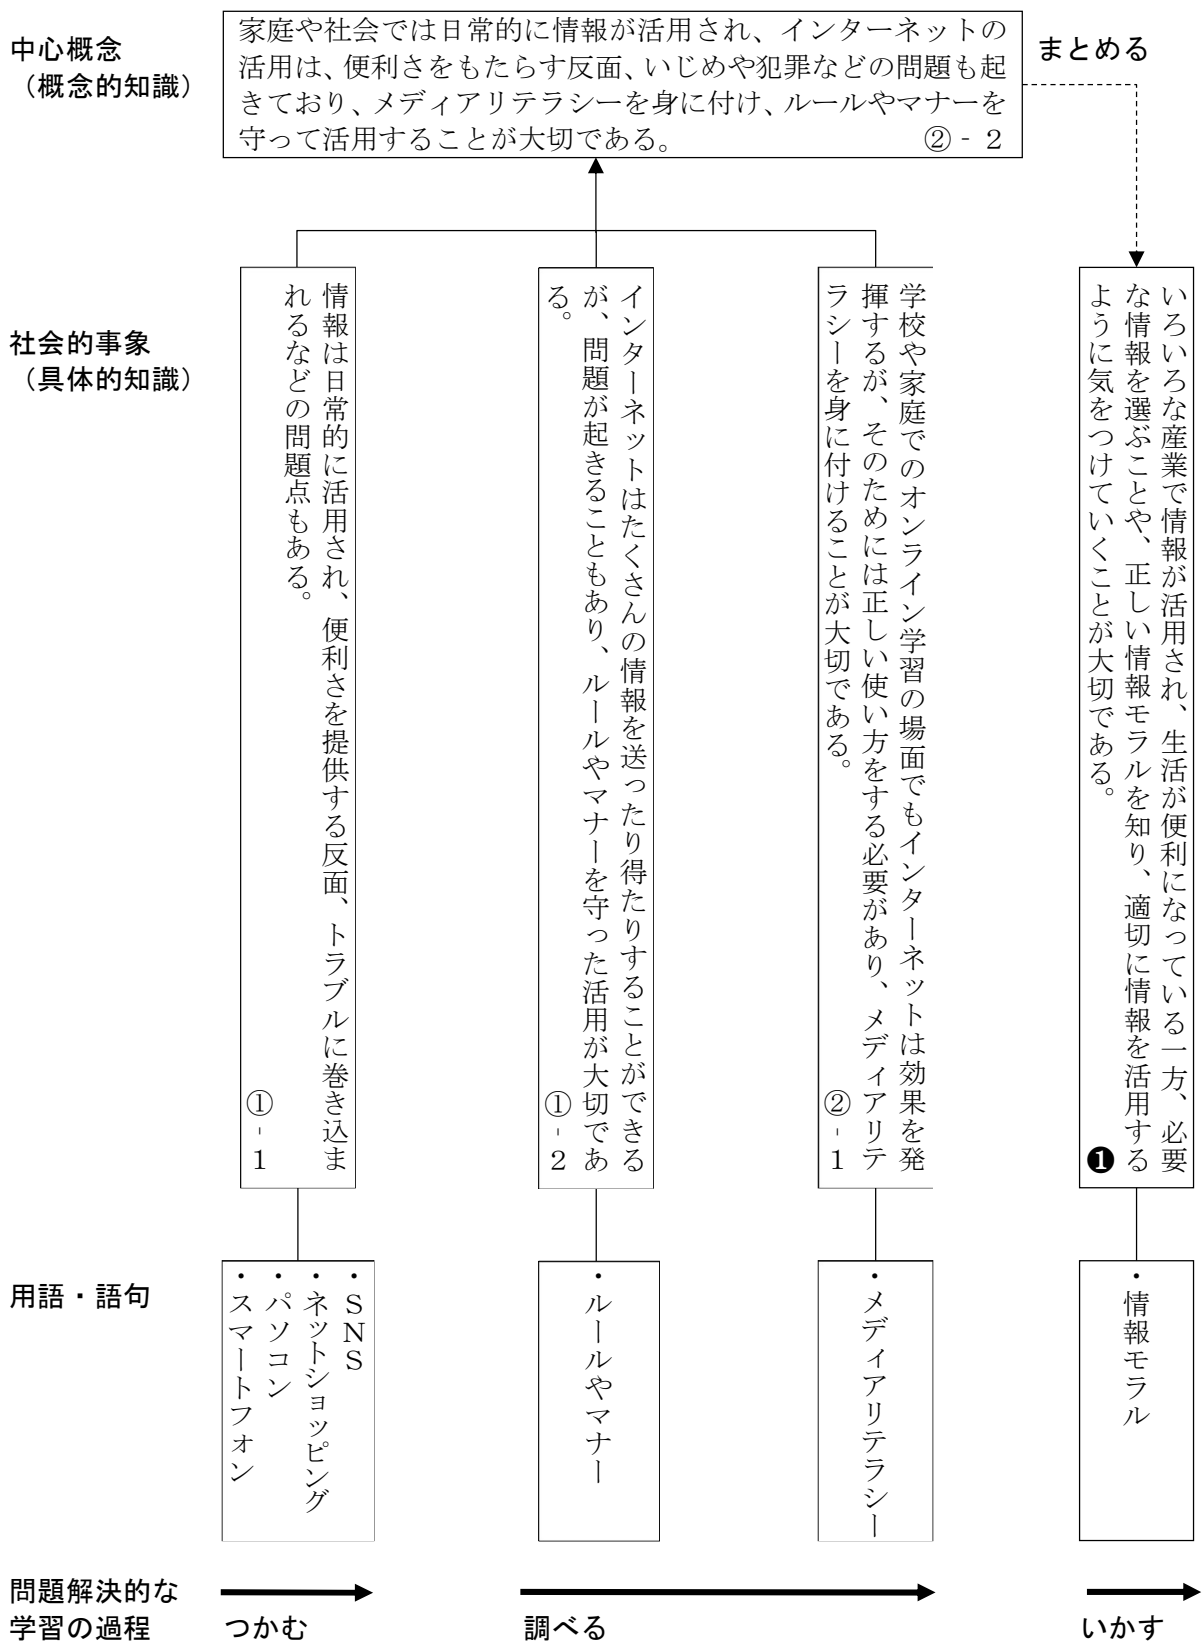 中心概念
(概念的知識)
家庭や社会では日常的に情報が活用され、インターネットの
活用は、便利さをもたらす反面、いじめや犯罪などの問題も起
きており、メディアリテラシーを身に付け、ルールやマナーを
守って活用することが大切である。 ②‐2
まとめる
社会的事象
(具体的知識)
情報は日常的に活用され、便利さを提供する反面、トラブルに巻き込ま
れるなどの問題点もある。 ①‐1
インターネットはたくさんの情報を送ったり得たりすることができる
が、問題が起きることもあり、ルールやマナーを守った活用が大切であ
る。 ①‐2
学校や家庭でのオンライン学習の場面でもインターネットは効果を発
揮するが、そのためには正しい使い方をする必要があり、メディアリテ
ラシーを身に付けることが大切である。 ②‐1
いろいろな産業で情報が活用され、生活が便利になっている一方、必要
な情報を選ぶことや、正しい情報モラルを知り、適切に情報を活用する
ように気をつけていくことが大切である。 ❶
用語・語句
・SNS
・ネットショッピング
・パソコン
・スマートフォン
・ルールやマナー
・メディアリテラシー
・情報モラル
問題解決的な
学習の過程
つかむ
調べる
いかす